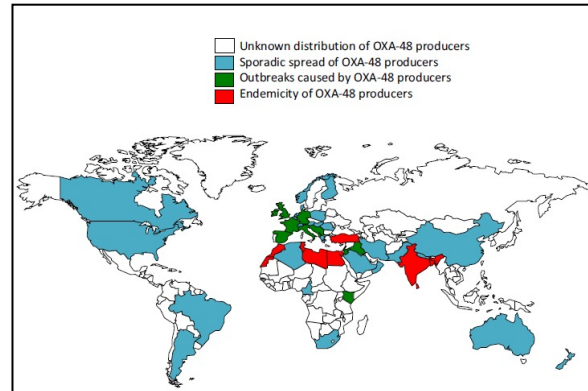 Unknown distribution of OXA-48 producers
Sporadic spread of OXA-48 producers
Outbreaks caused by OXA-48 producers
Endemicity of OXA-48 producers